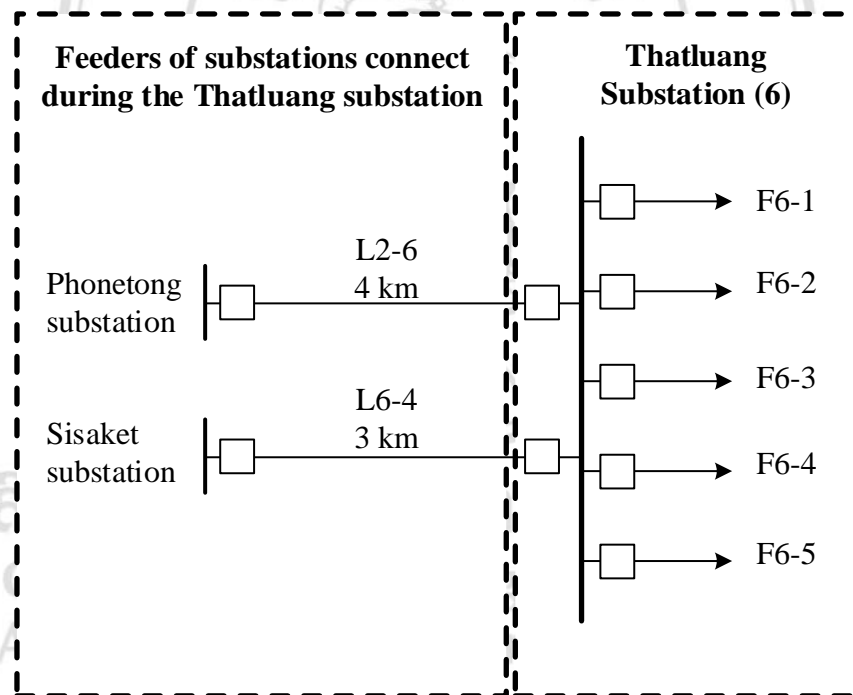 Feeders of substations connect
during the Thatluang substation
Thatluang
Substation (6)
Phonetong
substation
L2-6
4 km
Sisaket
substation
L6-4
3 km
F6-1
F6-2
F6-3
F6-4
F6-5